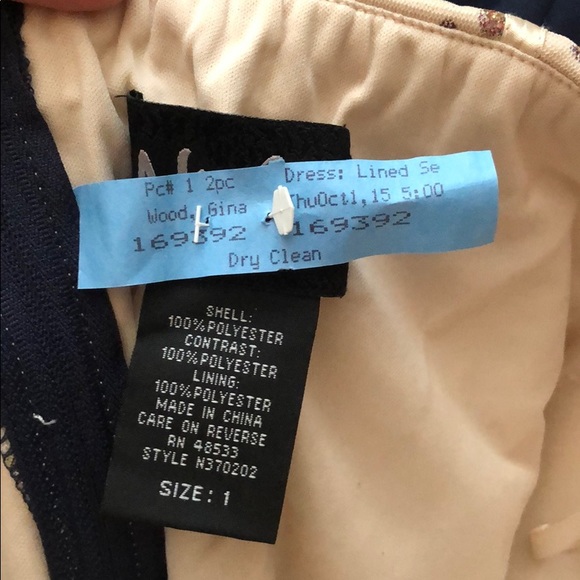 Pc# 1 2pc Dress: Lined Se
Wood, Gina ThuOct1,15 5:00
169392 169392
Dry Clean
SHELL:
100%POLYESTER
CONTRAST:
100%POLYESTER
LINING:
100%POLYESTER
MADE IN CHINA
CARE ON REVERSE
RN 48533
STYLE N370202
SIZE: 1